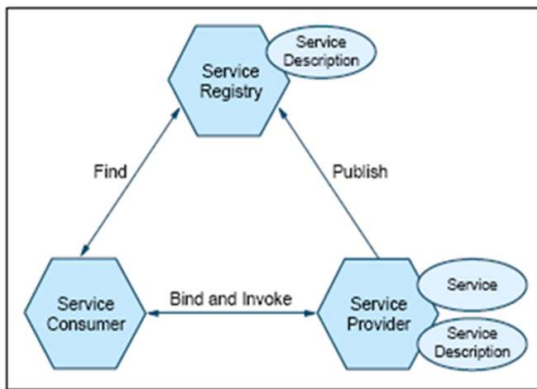 Service
Description
Service
Registry
Find
Publish
Bind and Invoke
Service
Consumer
Service
Provider
Service
Service
Description